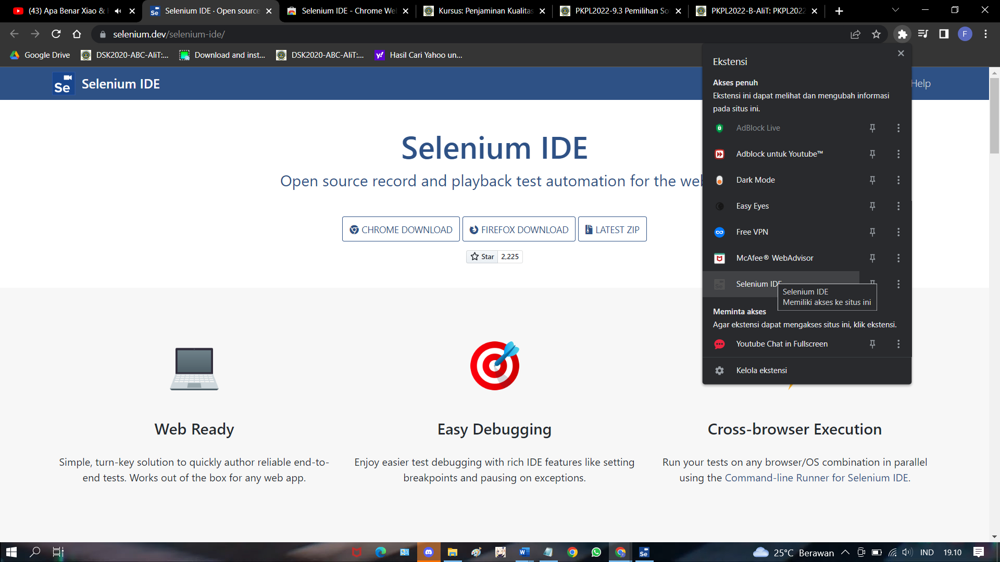 (43) Apa Benar Xiao &
Selenium IDE · Open source
Selenium IDE - Chrome We
Kursus: Penjaminan Kualitas
PKPL2022-9.3 Pemilihan So
PKPL2022-B-AliT: PKPL2022
selenium.dev/selenium-ide/
F
Google Drive
DSK2020-ABC-AliT:...
Download and inst...
DSK2020-ABC-AliT:...
Hasil Cari Yahoo un...
Se
Selenium IDE
Help
Selenium IDE
Open source record and playback test automation for the web
CHROME DOWNLOAD
FIREFOX DOWNLOAD
LATEST ZIP
Star
2,225
Ekstensi
Akses penuh
Ekstensi ini dapat melihat dan mengubah informasi
pada situs ini.
AdBlock Live
Adblock untuk Youtube™
Dark Mode
Easy Eyes
Free VPN
McAfee® WebAdvisor
Selenium IDE
Selenium IDE
Memiliki akses ke situs ini
Meminta akses
Agar ekstensi dapat mengakses situs ini, klik ekstensi.
Youtube Chat in Fullscreen
Kelola ekstensi
Web Ready
Simple, turn-key solution to quickly author reliable end-to-
end tests. Works out of the box for any web app.
Easy Debugging
Enjoy easier test debugging with rich IDE features like setting
breakpoints and pausing on exceptions.
Cross-browser Execution
Run your tests on any browser/OS combination in parallel
using the Command-line Runner for Selenium IDE.
25°C Berawan
IND
19.10